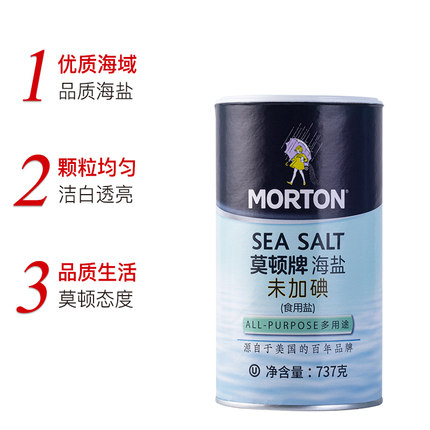 1 优质海域
品质海盐
2 颗粒均匀
洁白透亮
3 品质生活
莫顿态度
MORTON®
SEA SALT
莫顿牌 海盐
未加碘
(食用盐)
ALL-PURPOSE多用途
源自于美国的百年品牌
U 净含量:737克